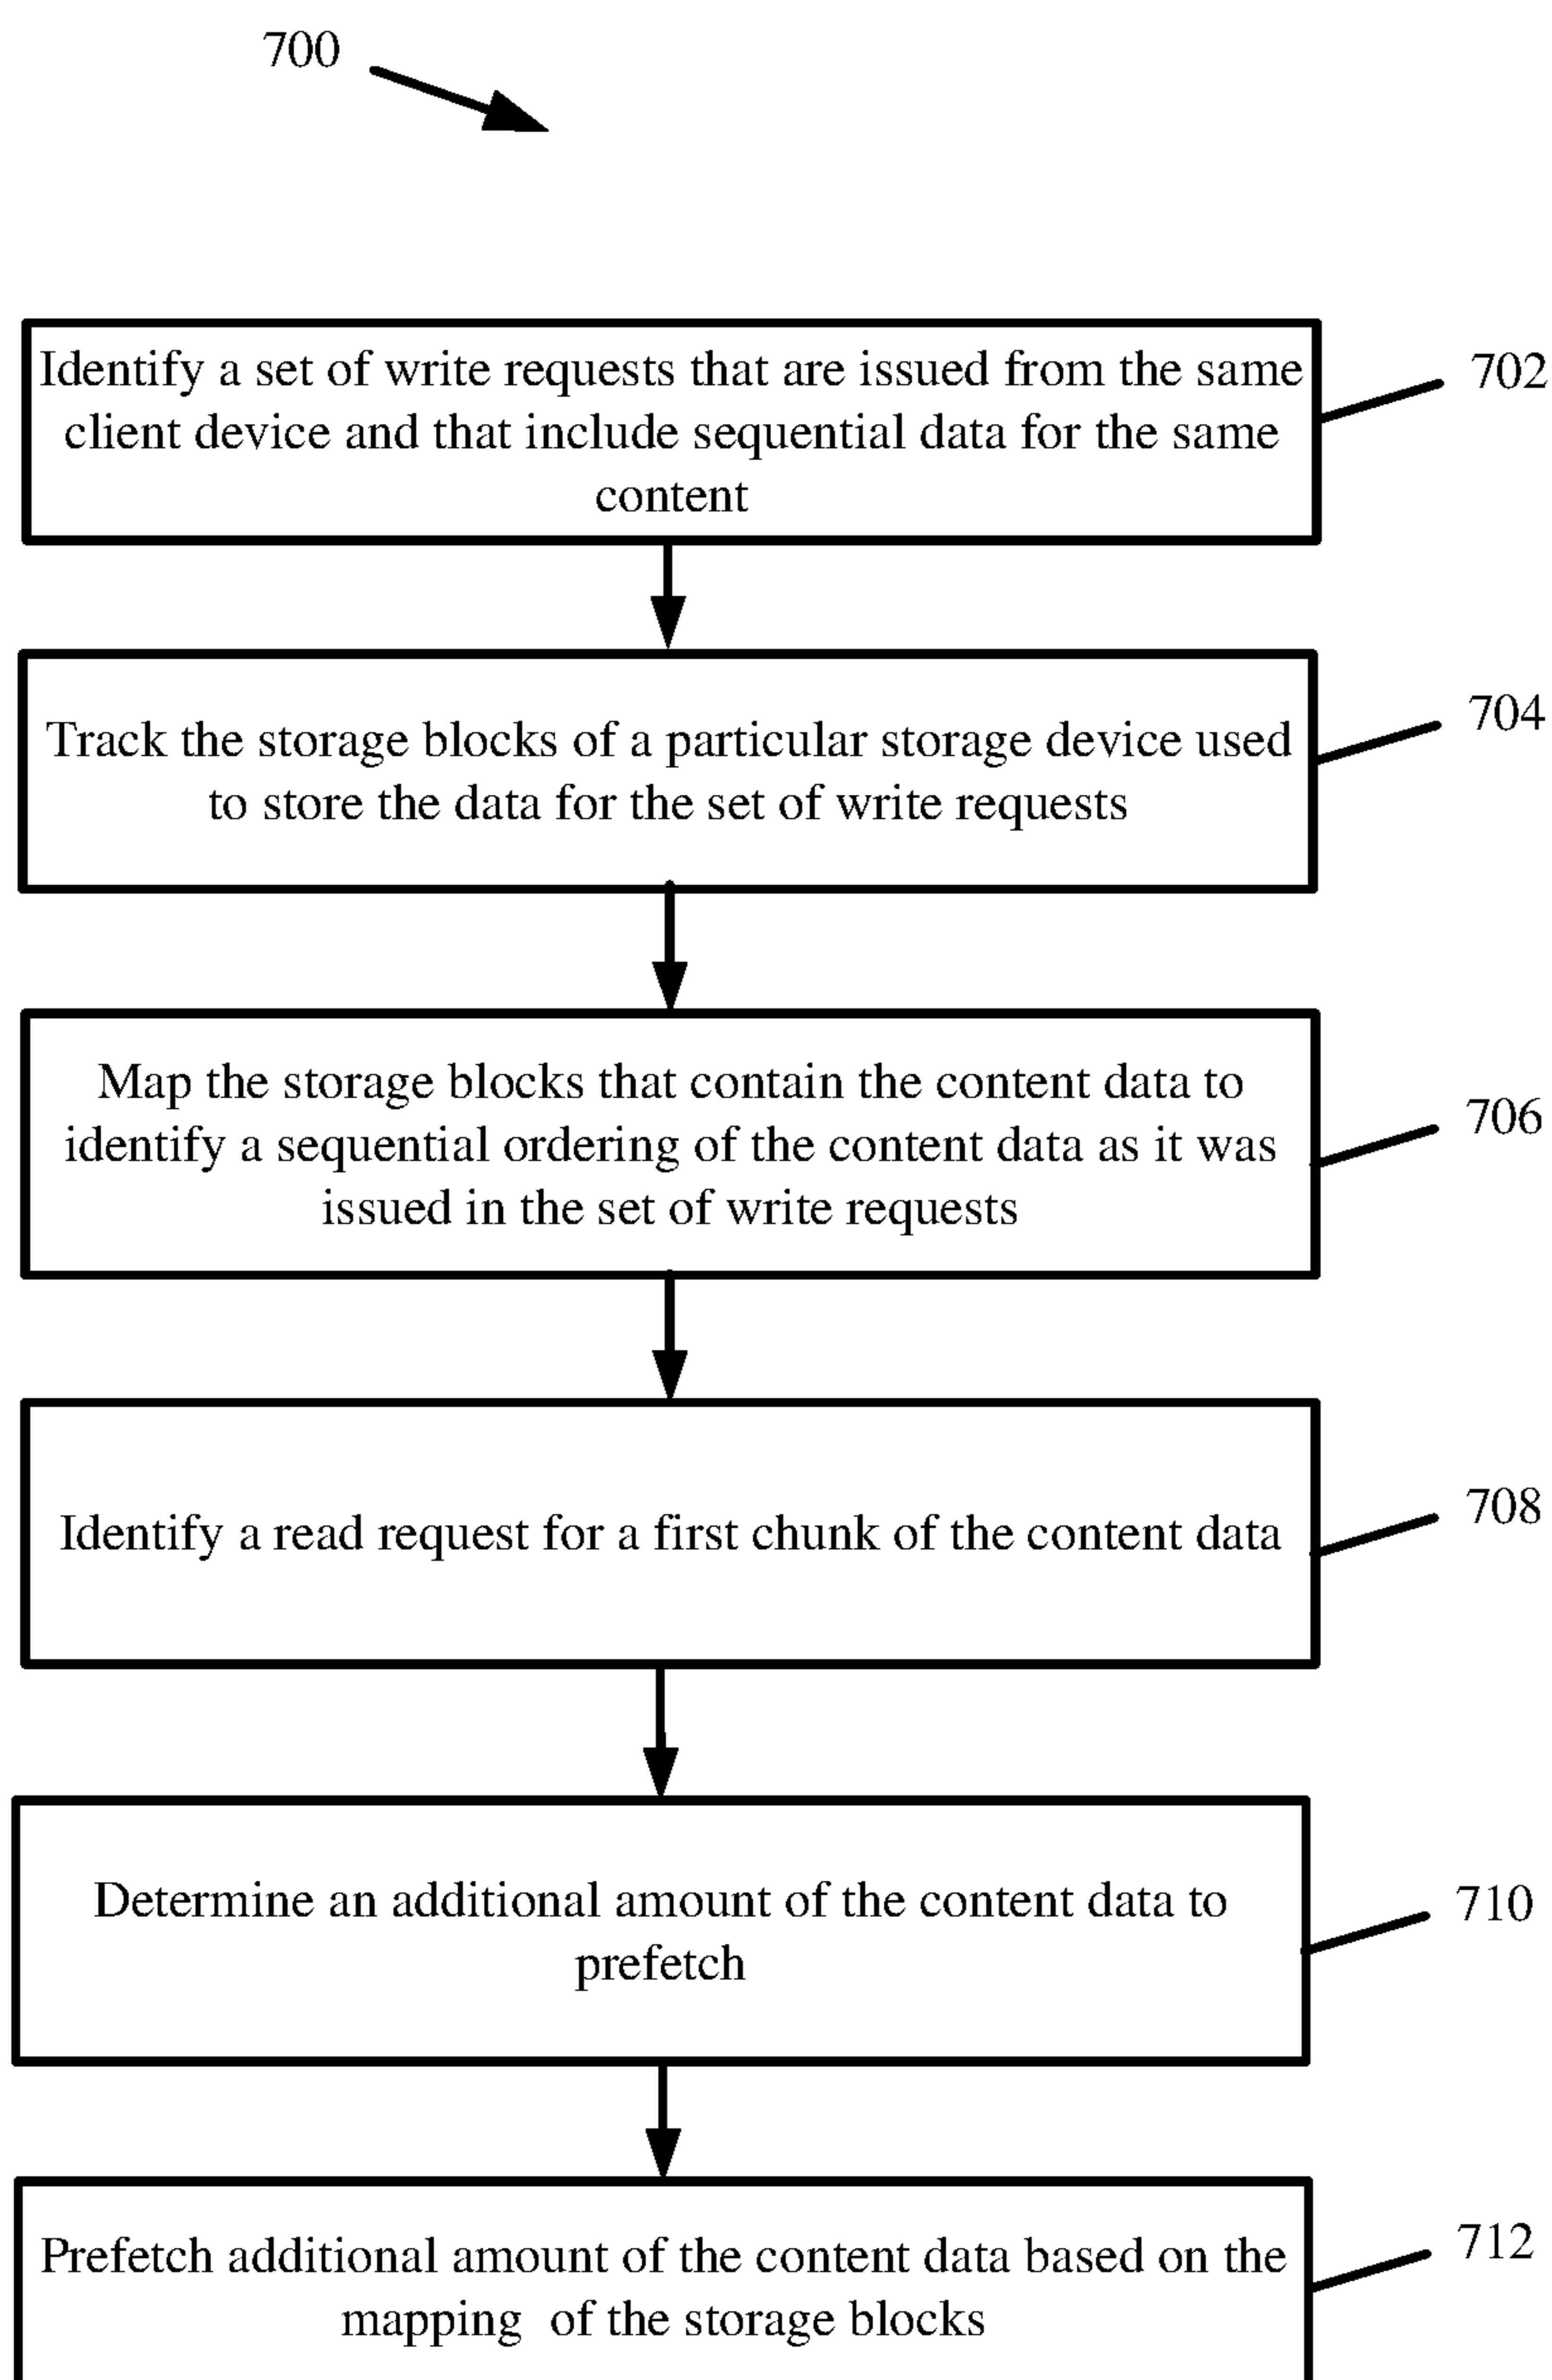 700
Identify a set of write requests that are issued from the same
client device and that include sequential data for the same
content
702
Track the storage blocks of a particular storage device used
to store the data for the set of write requests
704
Map the storage blocks that contain the content data to
identify a sequential ordering of the content data as it was
issued in the set of write requests
706
Identify a read request for a first chunk of the content data
708
Determine an additional amount of the content data to
prefetch
710
Prefetch additional amount of the content data based on the
mapping  of the storage blocks
712